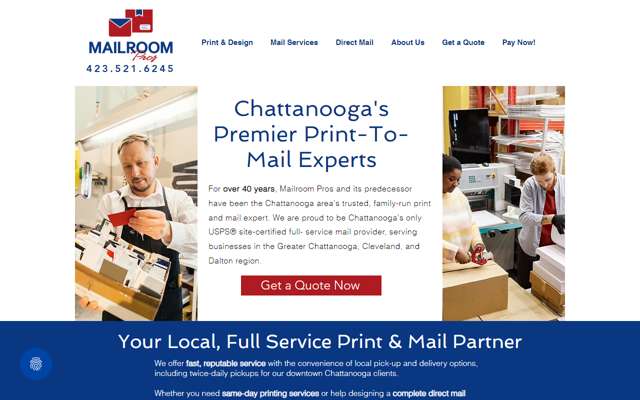 MAILROOM
Pros
423.521.6245
Print & Design
Mail Services
Direct Mail
About Us
Get a Quote
Pay Now!
Chattanooga's
Premier Print-To-
Mail Experts
For over 40 years, Mailroom Pros and its predecessor
have been the Chattanooga area's trusted, family-run print
and mail expert. We are proud to be Chattanooga's only
USPS® site-certified full- service mail provider, serving
businesses in the Greater Chattanooga, Cleveland, and
Dalton region.
Get a Quote Now
Your Local, Full Service Print & Mail Partner
We offer fast, reputable service with the convenience of local pick-up and delivery options,
including twice-daily pickups for our downtown Chattanooga clients.
Whether you need same-day printing services or help designing a complete direct mail